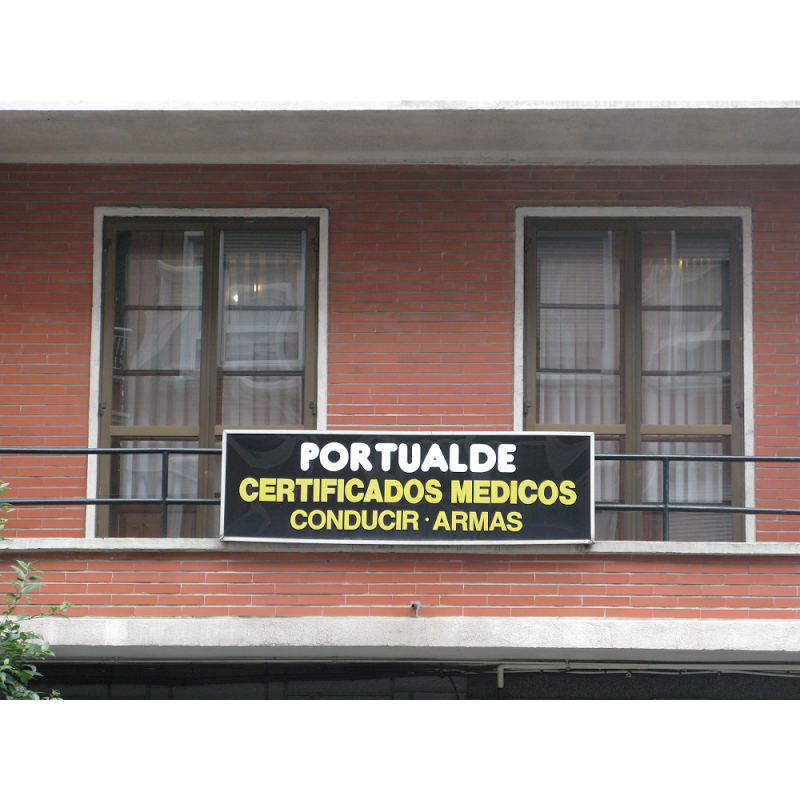 PORTUALDE
CERTIFICADOS MEDICOS
CONDUCIR · ARMAS